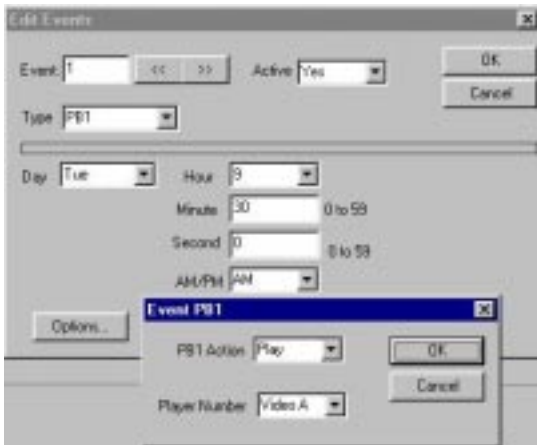 Edit Events
Event 1 << >> Active Yes OK
Cancel
Type PB1
Day Tue Hour 9
Minute 30 0 to 59
Second 0 0 to 59
AM/PM AM
Options...
Event PB1
PB1 Action Play OK
Cancel
Player Number Video A